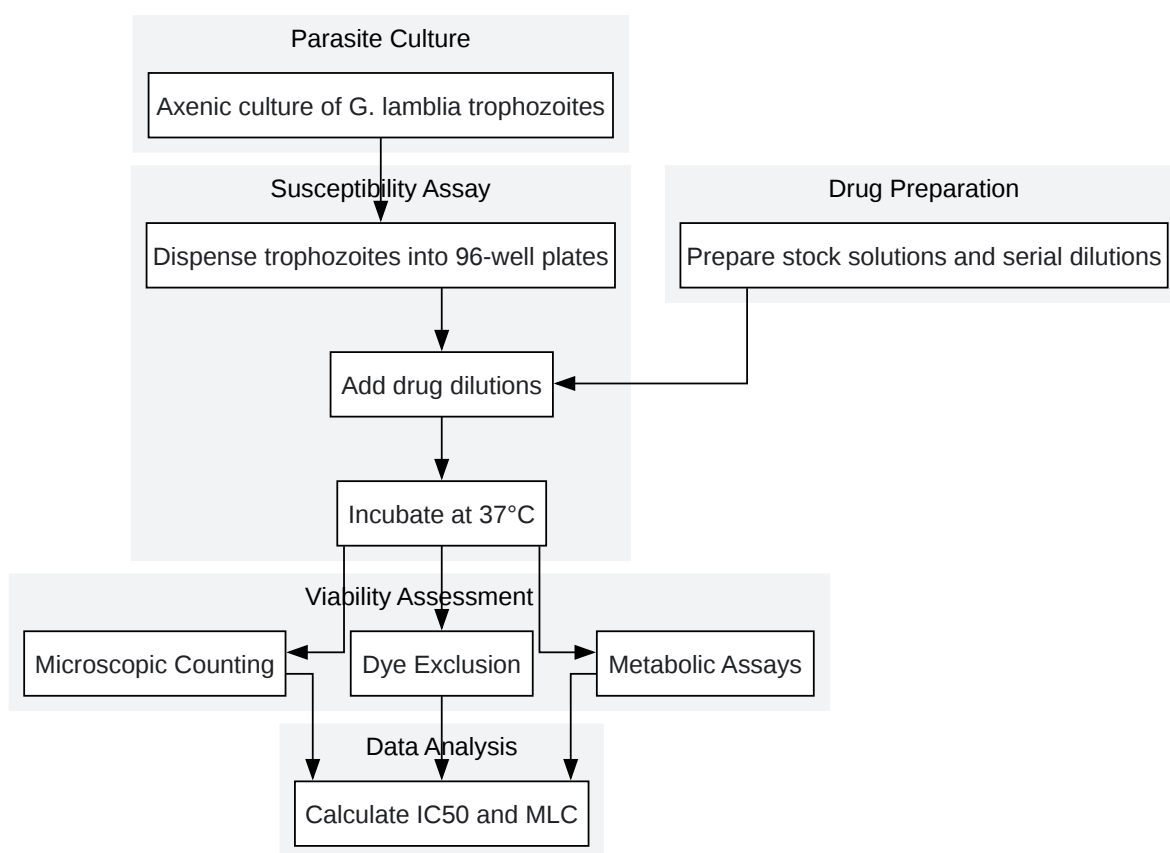 Parasite Culture
Axenic culture of G. lamblia trophozoites
Susceptibility Assay
Drug Preparation
Dispense trophozoites into 96-well plates
Prepare stock solutions and serial dilutions
Add drug dilutions
Incubate at 37°C
Viability Assessment
Microscopic Counting
Dye Exclusion
Metabolic Assays
Data Analysis
Calculate IC50 and MLC